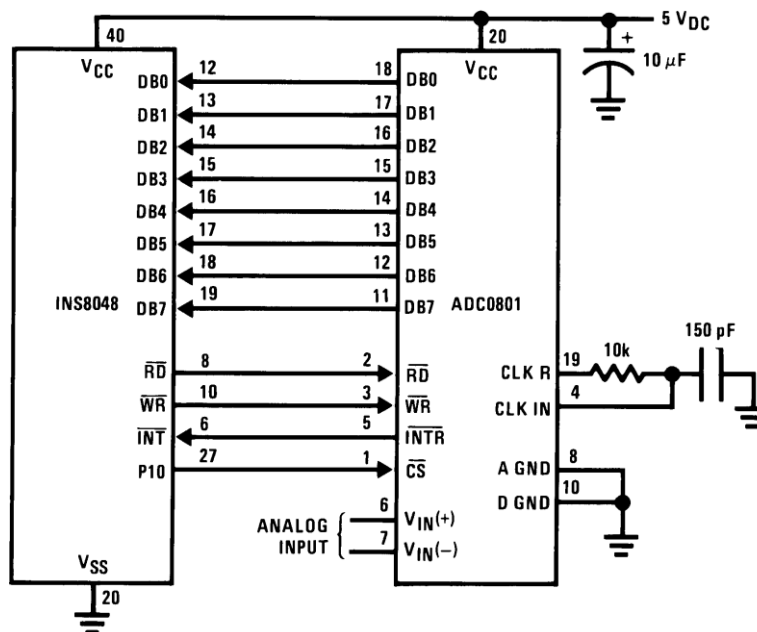 40 20 5 VDC
VCC VCC + 10 μF
DB0 12 18 DB0
DB1 13 17 DB1
DB2 14 16 DB2
DB3 15 15 DB3
DB4 16 14 DB4
DB5 17 13 DB5
DB6 18 12 DB6
INS8048 DB7 19 11 DB7 ADC0801
150 pF
RD 8 2 RD CLK R 19 10k
WR 10 3 WR CLK IN 4
INT 6 5 INTR
P10 27 1 CS A GND 8
D GND 10
ANALOG INPUT 6 VIN(+)
7 VIN(−)
VSS
20